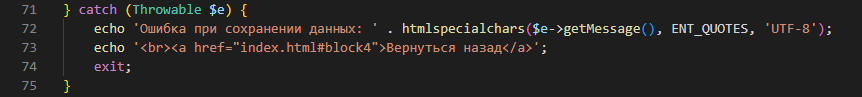 71 } catch (Throwable $e) {
72 echo 'Ошибка при сохранении данных: ' . htmlspecialchars($e->getMessage(), ENT_QUOTES, 'UTF-8');
73 echo '<br><a href="index.html#block4">Вернуться назад</a>';
74 exit;
75 }